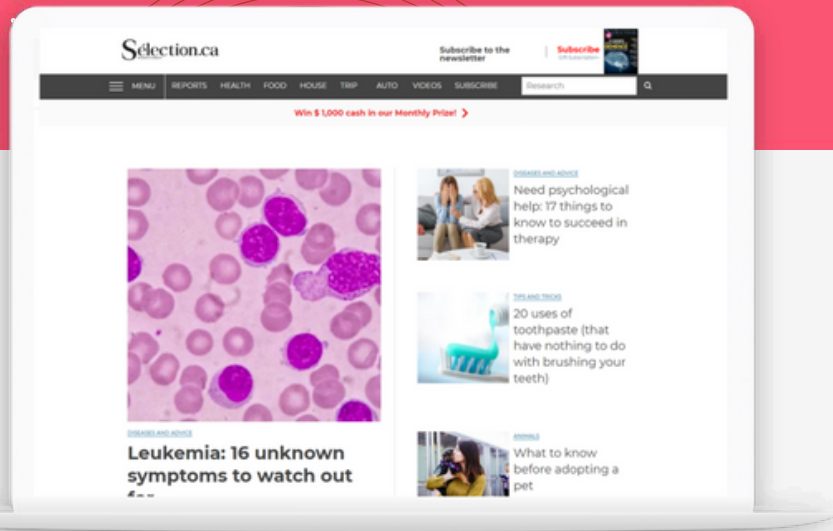 Sélection.ca
Subscribe to the
newsletter
Subscribe
MENU
REPORTS
HEALTH
FOOD
HOUSE
TRIP
AUTO
VIDEOS
SUBSCRIBE
Research
Win $ 1,000 cash in our Monthly Prize!
DISEASES AND ADVICE
Leukemia: 16 unknown
symptoms to watch out
for
DISEASES AND ADVICE
Need psychological
help: 17 things to
know to succeed in
therapy
TIPS AND TRICKS
20 uses of
toothpaste (that
have nothing to do
with brushing your
teeth)
ANIMALS
What to know
before adopting a
pet